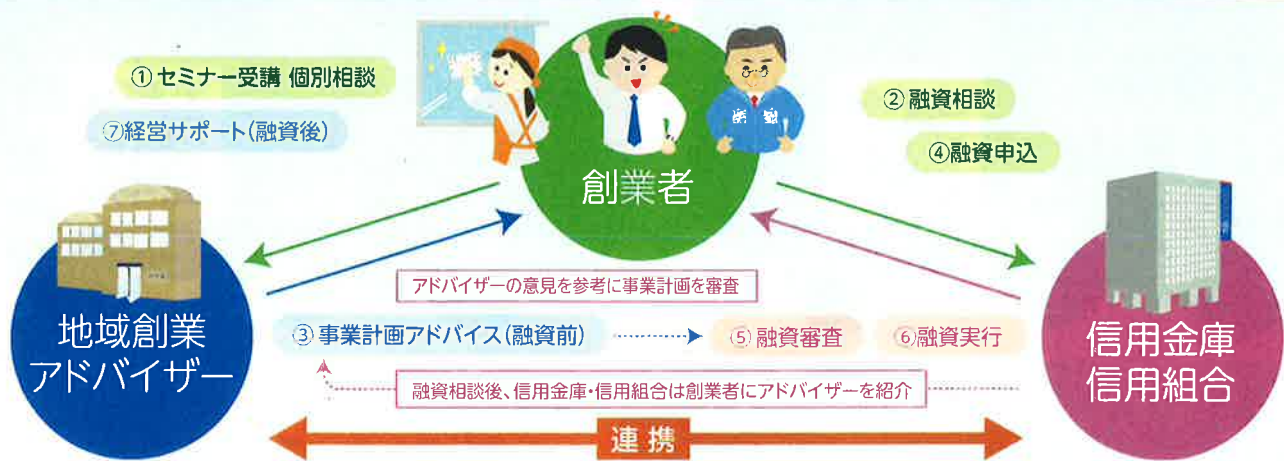 ① セミナー受講 個別相談
⑦経営サポート(融資後)
② 融資相談
④融資申込
創業者
アドバイザーの意見を参考に事業計画を審査
地域創業
アドバイザー
③ 事業計画アドバイス(融資前)
⑤ 融資審査
⑥融資実行
信用金庫
信用組合
融資相談後、信用金庫・信用組合は創業者にアドバイザーを紹介
連携